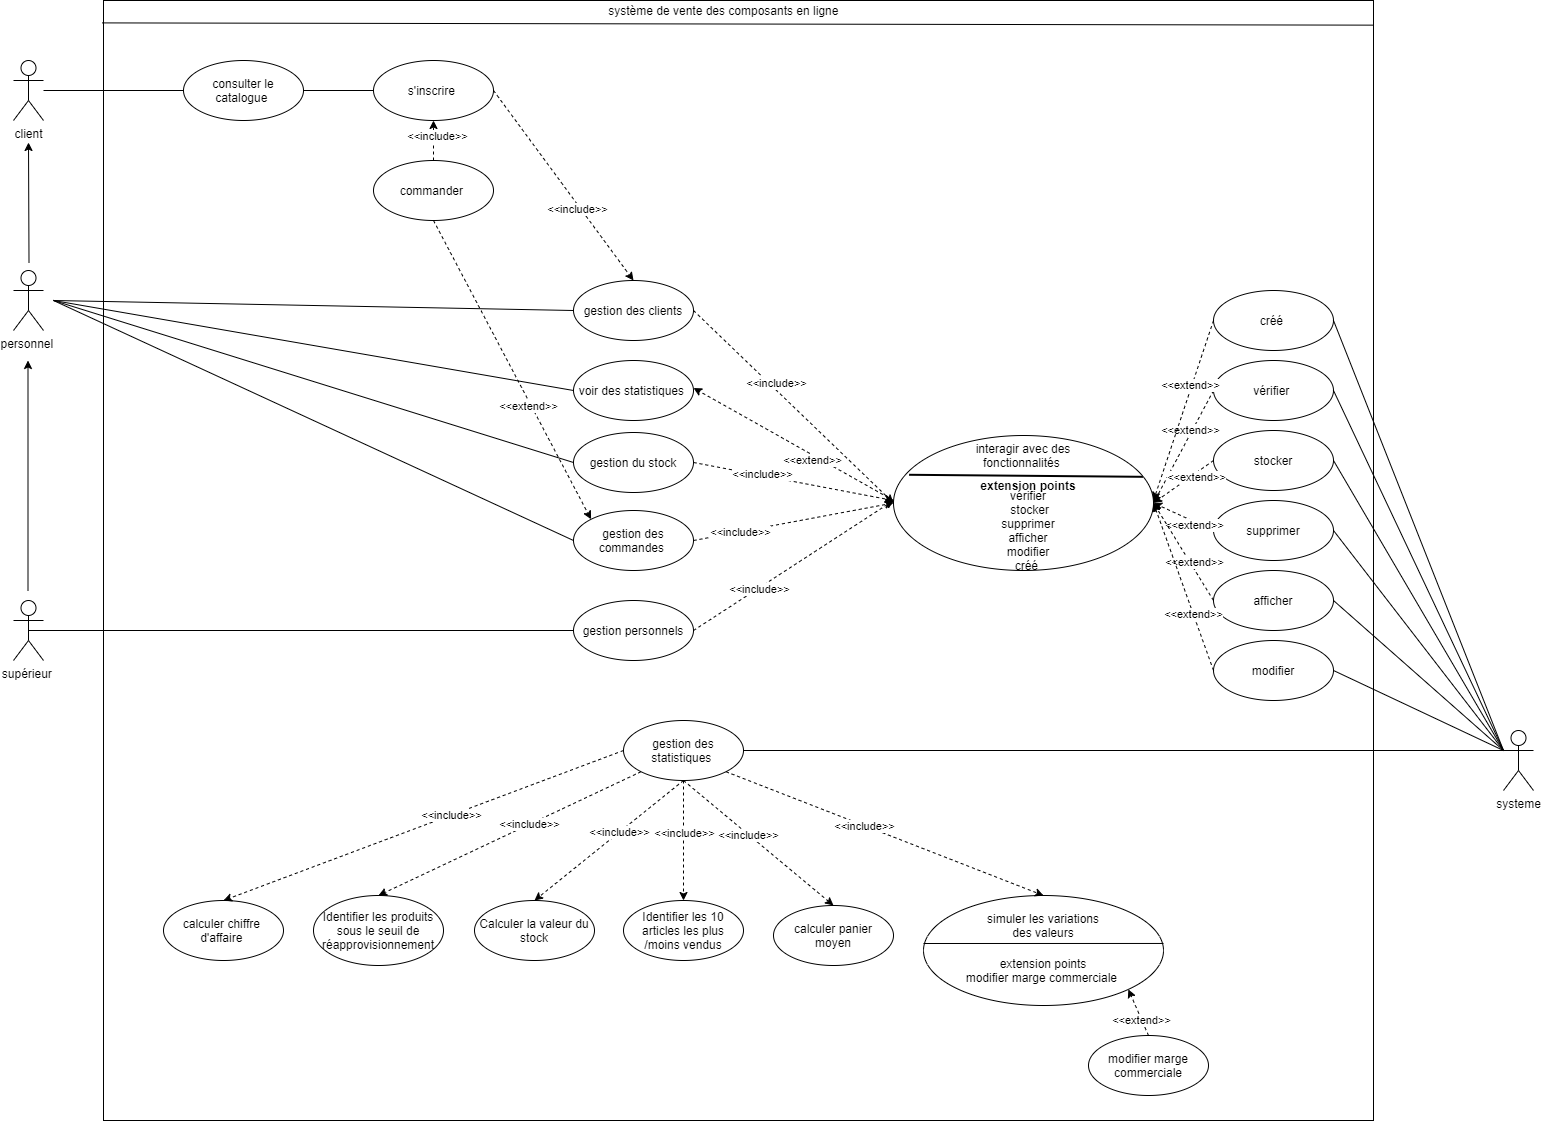 système de vente des composants en ligne
client
consulter le
catalogue
s'inscrire
<<include>>
commander
<<include>>
personnel
gestion des clients
<<include>>
voir des statistiques
<<extend>>
<<extend>>
gestion du stock
<<include>>
gestion des
commandes
<<include>>
<<include>>
gestion personnels
supérieur
interagir avec des
fonctionnalités
extension points
vérifier
stocker
supprimer
afficher
modifier
créé
créé
<<extend>>
vérifier
<<extend>>
stocker
<<extend>>
supprimer
<<extend>>
afficher
<<extend>>
modifier
<<extend>>
systeme
gestion des
statistiques
<<include>>
<<include>>
<<include>>
<<include>>
<<include>>
<<include>>
calculer chiffre
d'affaire
Identifier les produits
sous le seuil de
réapprovisionnement
Calculer la valeur du
stock
Identifier les 10
articles les plus
/moins vendus
calculer panier
moyen
simuler les variations
des valeurs
extension points
modifier marge commerciale
<<extend>>
modifier marge
commerciale